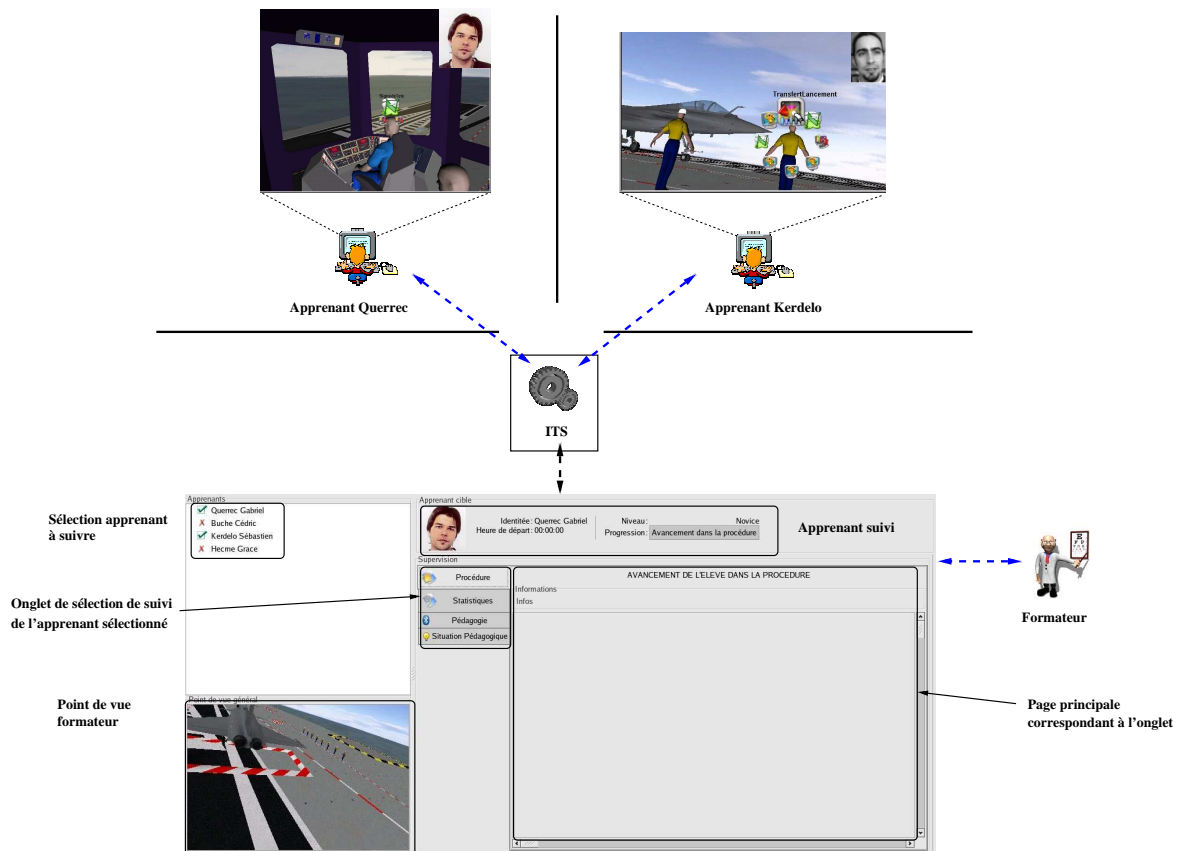 TransfertLancement
Apprenant Querrec
Apprenant Kerdelo
ITS
Apprenants
Querrec Gabriel
Buche Cédric
Kerdelo Sébastien
Hecme Grace
Sélection apprenant
à suivre
Apprenant cible
Identitée: Querrec Gabriel
Heure de départ: 00:00:00
Niveau: Novice
Progression: Avancement dans la procédure
Apprenant suivi
Supervision
Procédure
Statistiques
Pédagogie
Situation Pédagogique
AVANCEMENT DE L'ELEVE DANS LA PROCEDURE
Informations
Infos
Onglet de sélection de suivi
de l'apprenant sélectionné
Formateur
Point de vue général
Point de vue
formateur
Page principale
correspondant à l'onglet